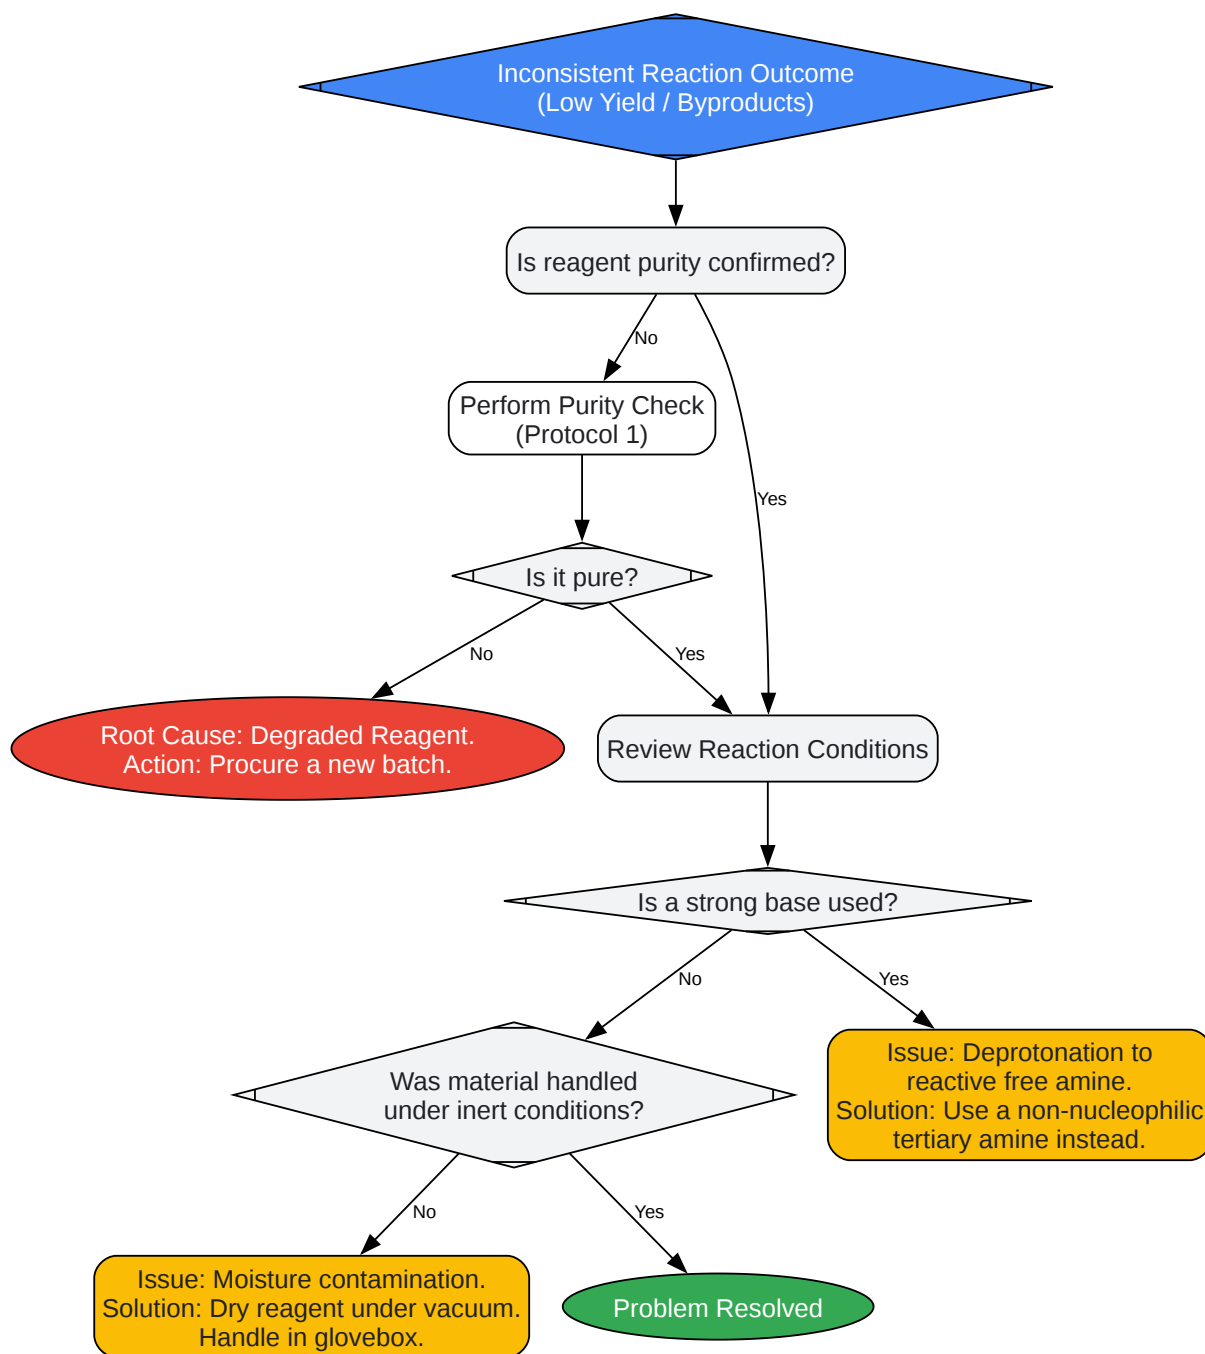 Inconsistent Reaction Outcome
(Low Yield / Byproducts)
Is reagent purity confirmed?
No
Perform Purity Check
(Protocol 1)
Yes
Is it pure?
No
Yes
Root Cause: Degraded Reagent.
Action: Procure a new batch.
Review Reaction Conditions
Is a strong base used?
No
Yes
Was material handled
under inert conditions?
Issue: Deprotonation to
reactive free amine.
Solution: Use a non-nucleophilic
tertiary amine instead.
No
Yes
Issue: Moisture contamination.
Solution: Dry reagent under vacuum.
Handle in glovebox.
Problem Resolved